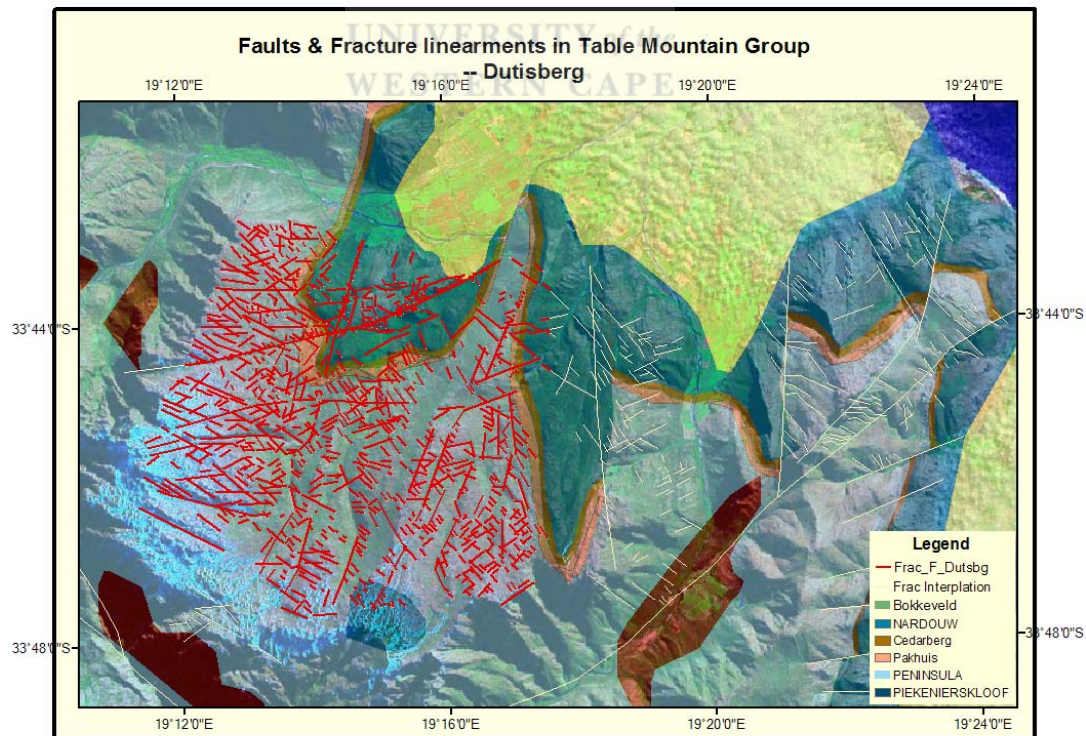 UNIVERSITY of the
WESTERN CAPE
Faults & Fracture linearments in Table Mountain Group
-- Dutisberg
19°12'0"E 19°16'0"E 19°20'0"E 19°24'0"E
33°44'0"S 33°44'0"S
33°48'0"S 33°48'0"S
Legend
Frac_F_Dutsbg
Frac Interplation
Bokkeveld
NARDOUW
Cedarberg
Pakhuis
PENINSULA
PIEKENIERSKLOOF
19°12'0"E 19°16'0"E 19°20'0"E 19°24'0"E